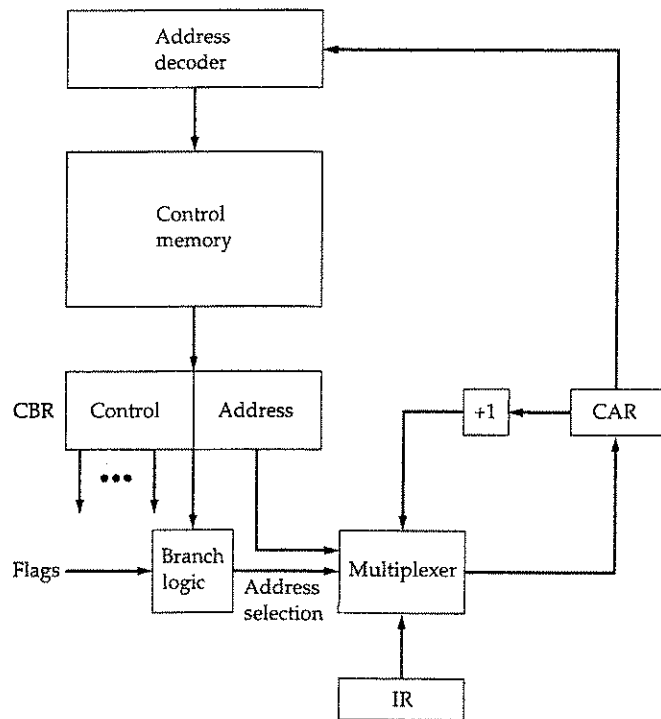 Address
decoder
Control
memory
CBR
Control
Address
+1
CAR
Flags
Branch
logic
Address
selection
Multiplexer
IR